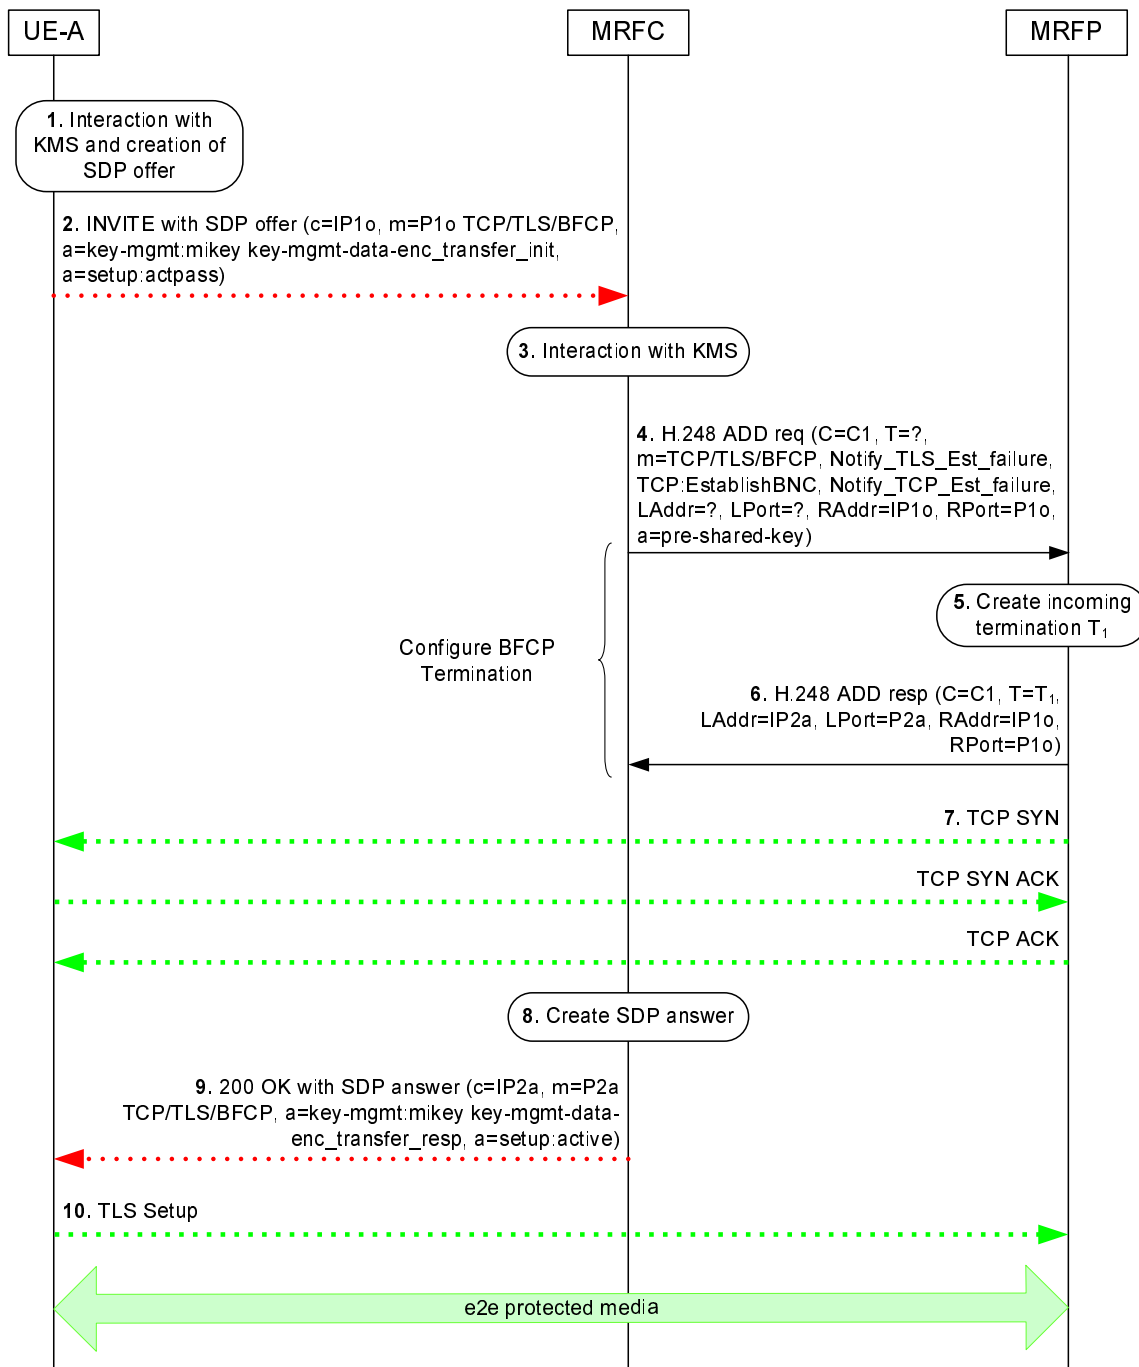 UE-A
MRFC
MRFP
1. Interaction with
KMS and creation of
SDP offer
2. INVITE with SDP offer (c=IP1o, m=P1o TCP/TLS/BFCP,
a=key-mgmt:mikey key-mgmt-data-enc_transfer_init,
a=setup:actpass)
3. Interaction with KMS
4. H.248 ADD req (C=C1, T=?,
m=TCP/TLS/BFCP, Notify_TLS_Est_failure,
TCP:EstablishBNC, Notify_TCP_Est_failure,
LAddr=?, LPort=?, RAddr=IP1o, RPort=P1o,
a=pre-shared-key)
5. Create incoming
termination T₁
Configure BFCP
Termination
6. H.248 ADD resp (C=C1, T=T₁,
LAddr=IP2a, LPort=P2a, RAddr=IP1o,
RPort=P1o)
7. TCP SYN
TCP SYN ACK
TCP ACK
8. Create SDP answer
9. 200 OK with SDP answer (c=IP2a, m=P2a
TCP/TLS/BFCP, a=key-mgmt:mikey key-mgmt-data-
enc_transfer_resp, a=setup:active)
10. TLS Setup
e2e protected media